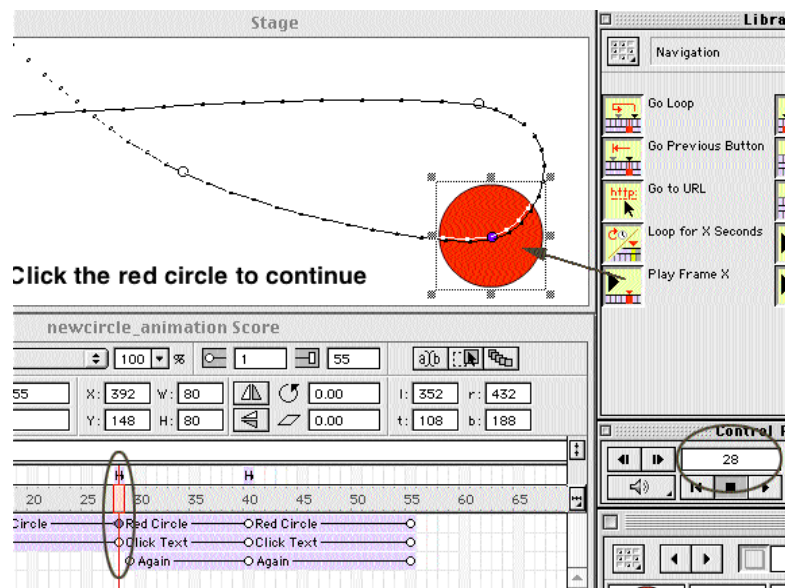 Stage
Libra
Navigation
Go Loop
Go Previous Button
http:
Go to URL
Loop for X Seconds
Play Frame X
Click the red circle to continue
newcircle_animation Score
100 % 1 55
55 X: 392 W: 80 0.00 l: 352 r: 432
Y: 148 H: 80 0.00 t: 108 b: 188
Control P
28
H H
20 25 30 35 40 45 50 55 60 65
Circle Red Circle Red Circle
Click Text Click Text
Again Again